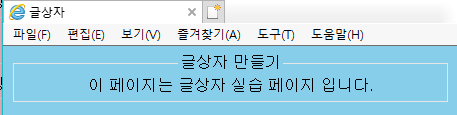 글상자
파일(F) 편집(E) 보기(V) 즐겨찾기(A) 도구(T) 도움말(H)
글상자 만들기
이 페이지는 글상자 실습 페이지 입니다.